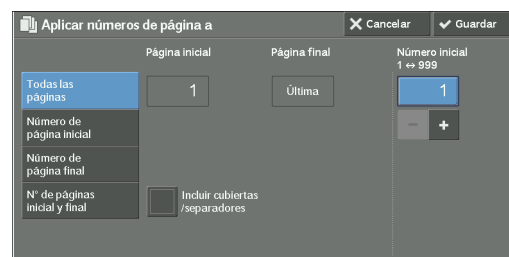 Aplicar números de página a
Cancelar
Guardar
Página inicial
Página final
Número inicial
1 ↔ 999
Todas las
páginas
1
Última
1
Número de
página inicial
− +
Número de
página final
N° de páginas
inicial y final
Incluir cubiertas
/separadores